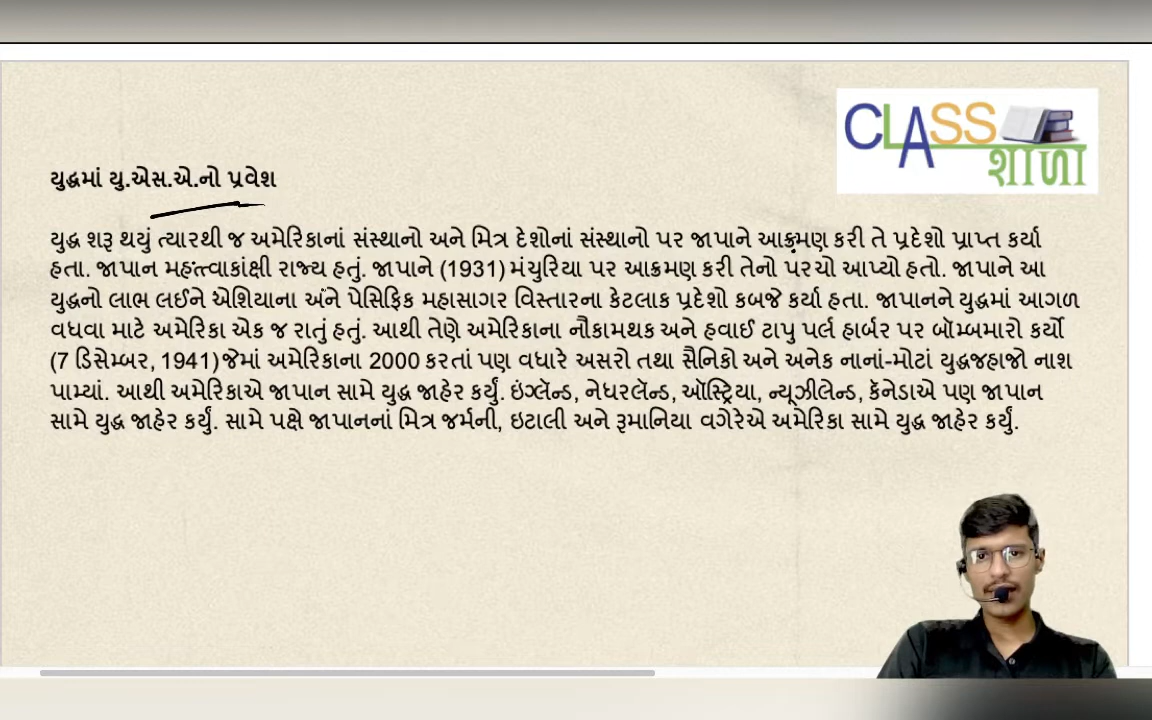 CLASS
શાળા
યુદ્ધમાં યુ.એસ.એ.નો પ્રવેશ
યુદ્ધ શરૂ થયું ત્યારથી જ અમેરિકાનાં સંસ્થાનો અને મિત્ર દેશોનાં સંસ્થાનો પર જાપાને આક્રમણ કરી તે પ્રદેશો પ્રાપ્ત કર્યા
હતા. જાપાન મહત્ત્વાકાંક્ષી રાજ્ય હતું. જાપાને (1931) મંચુરિયા પર આક્રમણ કરી તેનો પરચો આપ્યો હતો. જાપાને આ
યુદ્ધનો લાભ લઈને એશિયાના અને પેસિફિક મહાસાગર વિસ્તારના કેટલાક પ્રદેશો કબજે કર્યા હતા. જાપાનને યુદ્ધમાં આગળ
વધવા માટે અમેરિકા એક જ રાતું હતું. આથી તેણે અમેરિકાના નૌકામથક અને હવાઈ ટાપુ પર્લ હાર્બર પર બૉમ્બમારો કર્યો
(7 ડિસેમ્બર, 1941) જેમાં અમેરિકાના 2000 કરતાં પણ વધારે અસરો તથા સૈનિકો અને અનેક નાનાં-મોટાં યુદ્ધજહાજો નાશ
પામ્યાં. આથી અમેરિકાએ જાપાન સામે યુદ્ધ જાહેર કર્યું. ઇંગ્લૅન્ડ, નેધરલૅન્ડ, ઑસ્ટ્રિયા, ન્યૂઝીલેન્ડ, કૅનેડાએ પણ જાપાન
સામે યુદ્ધ જાહેર કર્યું. સામે પક્ષે જાપાનનાં મિત્ર જર્મની, ઇટાલી અને રૂમાનિયા વગેરેએ અમેરિકા સામે યુદ્ધ જાહેર કર્યું.